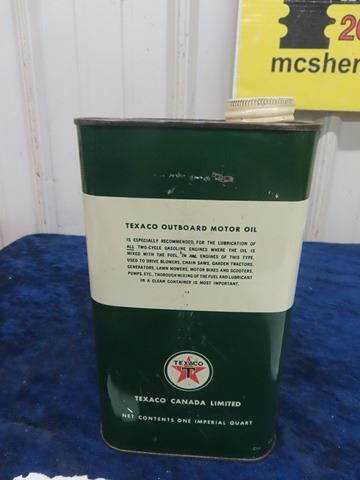 20
mcsher
TEXACO OUTBOARD MOTOR OIL
IS ESPECIALLY RECOMMENDED, FOR THE LUBRICATION OF
ALL TWO-CYCLE GASOLINE ENGINES WHERE THE OIL IS
MIXED WITH THE FUEL, IN ALL ENGINES OF THIS TYPE,
USED TO DRIVE BLOWERS, CHAIN SAWS, GARDEN TRACTORS,
GENERATORS, LAWN MOWERS, MOTOR BIKES AND SCOOTERS,
PUMPS, ETC., THOROUGH MIXING OF THE FUEL AND LUBRICANT
IN A CLEAN CONTAINER IS MOST IMPORTANT.
TEXACO
T
TEXACO CANADA LIMITED
NET CONTENTS ONE IMPERIAL QUART